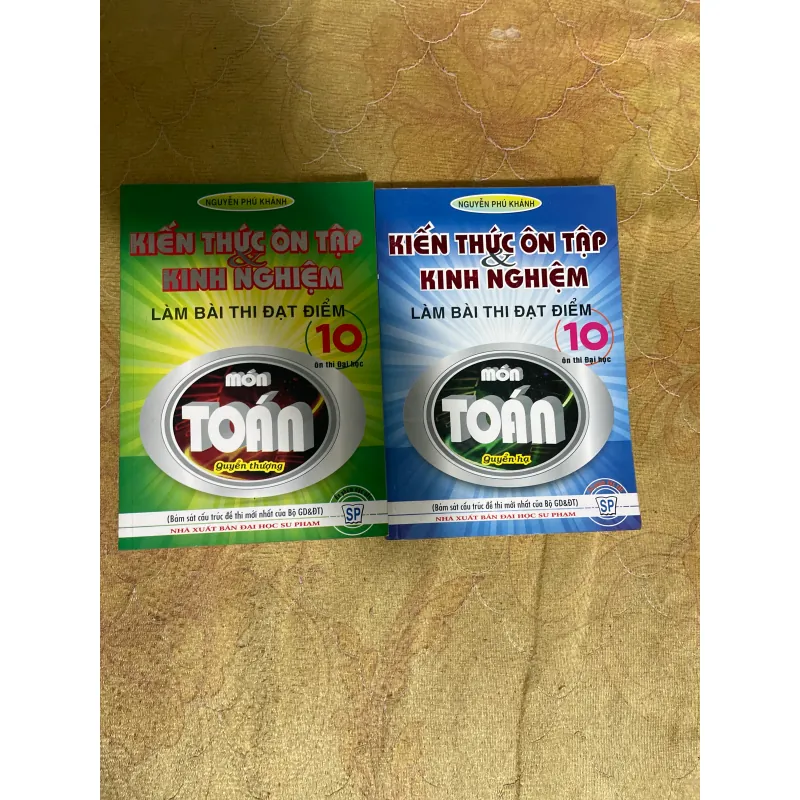 NGUYỄN PHÚ KHÁNH
KIẾN THỨC ÔN TẬP
&
KINH NGHIỆM
LÀM BÀI THI ĐẠT ĐIỂM
10
ôn thi Đại học
MÔN
TOÁN
Quyển thượng
(Bám sát cấu trúc đề thi mới nhất của Bộ GD&ĐT)
NHÀ XUẤT BẢN ĐẠI HỌC SƯ PHẠM
SP
NGUYỄN PHÚ KHÁNH
KIẾN THỨC ÔN TẬP
&
KINH NGHIỆM
LÀM BÀI THI ĐẠT ĐIỂM
10
ôn thi Đại học
MÔN
TOÁN
Quyển hạ
(Bám sát cấu trúc đề thi mới nhất của Bộ GD&ĐT)
NHÀ XUẤT BẢN ĐẠI HỌC SƯ PHẠM
SP